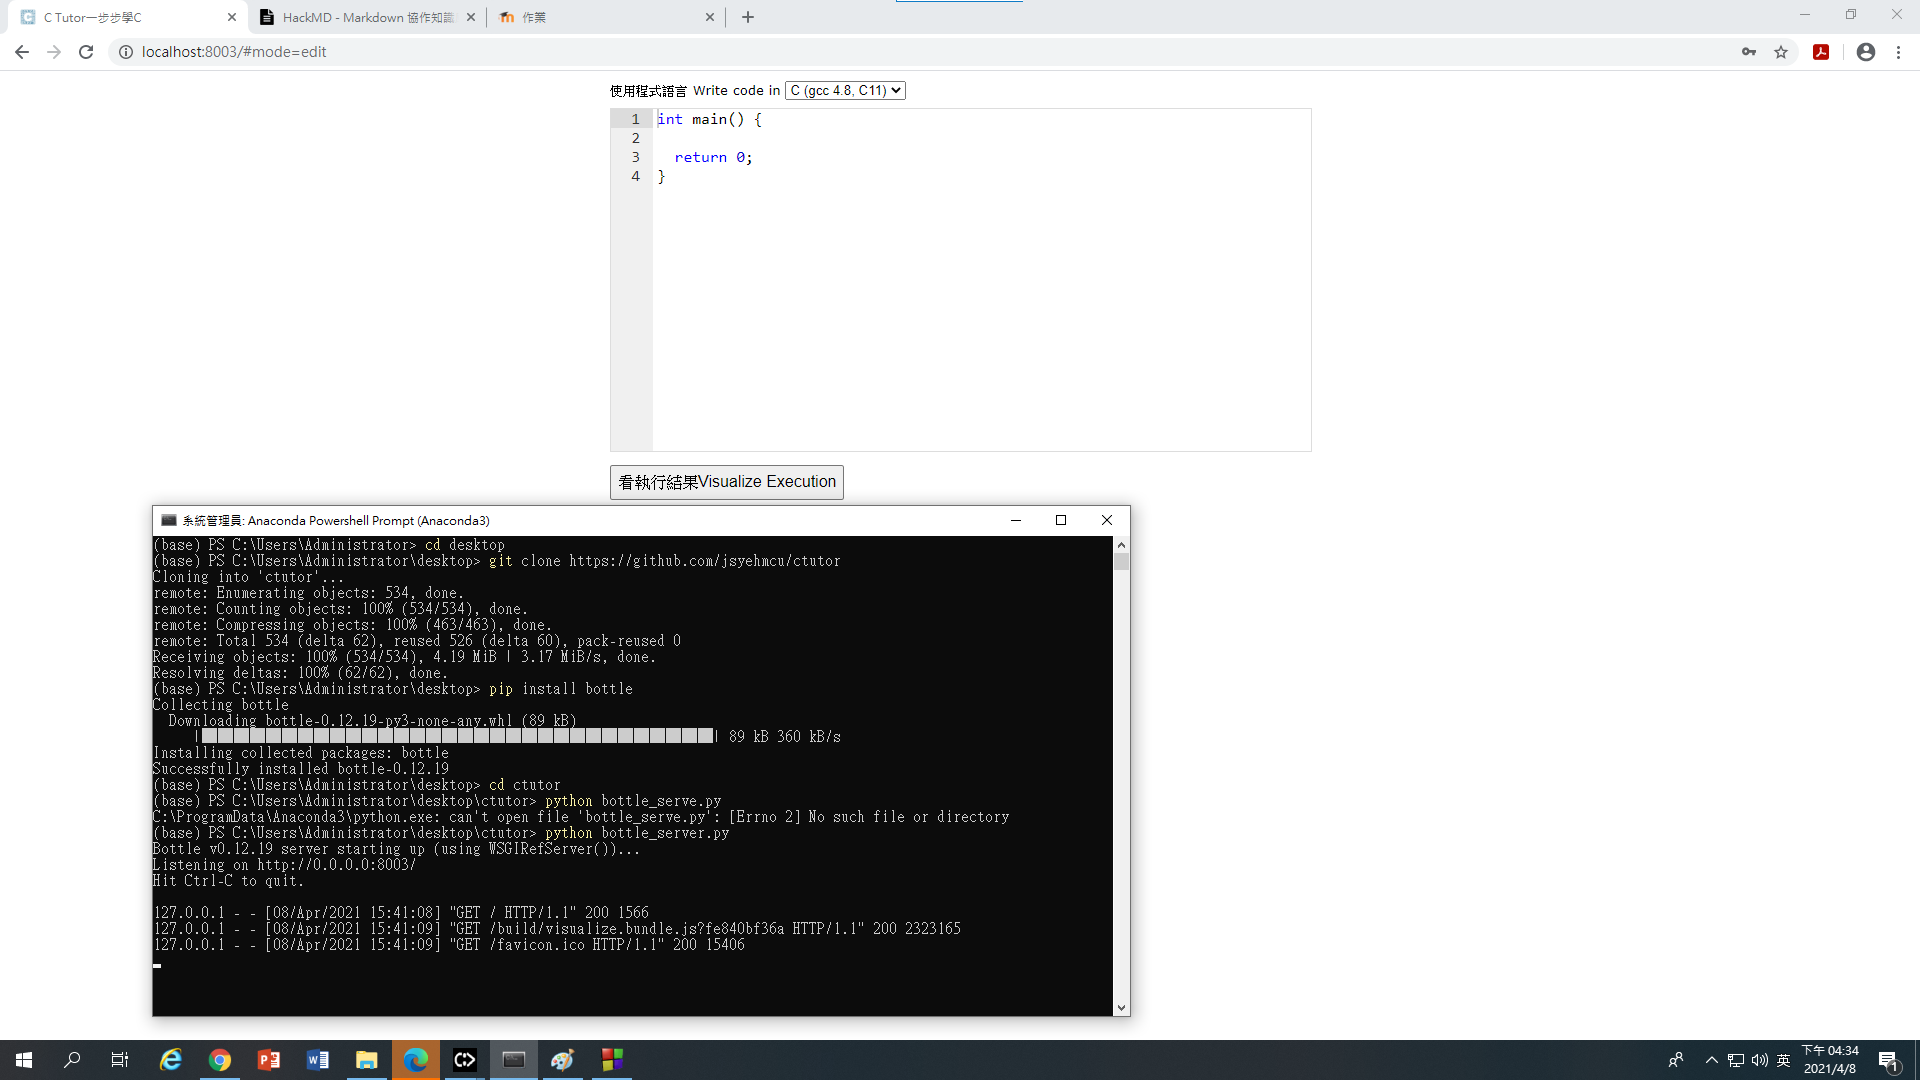 C Tutor一步步學C
HackMD - Markdown 協作知識
作業
localhost:8003/#mode=edit
使用程式語言 Write code in C (gcc 4.8, C11)
1 int main() {
2
3 return 0;
4 }
看執行結果Visualize Execution
系統管理員: Anaconda Powershell Prompt (Anaconda3)
(base) PS C:\Users\Administrator> cd desktop
(base) PS C:\Users\Administrator\desktop> git clone https://github.com/jsyehmcu/ctutor
Cloning into 'ctutor'...
remote: Enumerating objects: 534, done.
remote: Counting objects: 100% (534/534), done.
remote: Compressing objects: 100% (463/463), done.
remote: Total 534 (delta 62), reused 526 (delta 60), pack-reused 0
Receiving objects: 100% (534/534), 4.19 MiB | 3.17 MiB/s, done.
Resolving deltas: 100% (62/62), done.
(base) PS C:\Users\Administrator\desktop> pip install bottle
Collecting bottle
Downloading bottle-0.12.19-py3-none-any.whl (89 kB)
| | 89 kB 360 kB/s
Installing collected packages: bottle
Successfully installed bottle-0.12.19
(base) PS C:\Users\Administrator\desktop> cd ctutor
(base) PS C:\Users\Administrator\desktop\ctutor> python bottle_serve.py
C:\ProgramData\Anaconda3\python.exe: can't open file 'bottle_serve.py': [Errno 2] No such file or directory
(base) PS C:\Users\Administrator\desktop\ctutor> python bottle_server.py
Bottle v0.12.19 server starting up (using WSGIRefServer())...
Listening on http://0.0.0.0:8003/
Hit Ctrl-C to quit.
127.0.0.1 - - [08/Apr/2021 15:41:08] "GET / HTTP/1.1" 200 1566
127.0.0.1 - - [08/Apr/2021 15:41:09] "GET /build/visualize.bundle.js?fe840bf36a HTTP/1.1" 200 2323165
127.0.0.1 - - [08/Apr/2021 15:41:09] "GET /favicon.ico HTTP/1.1" 200 15406
英
下午 04:34
2021/4/8
1